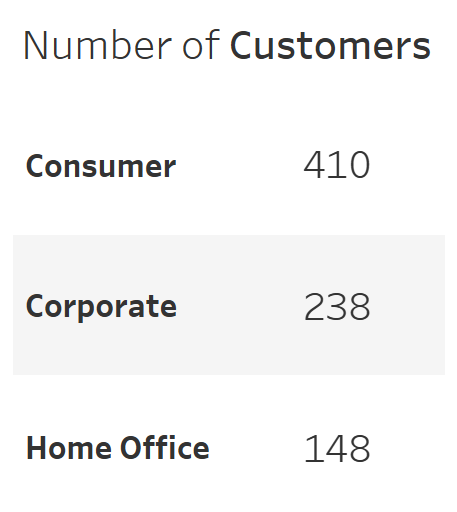 Number of Customers
Consumer 410
Corporate 238
Home Office 148